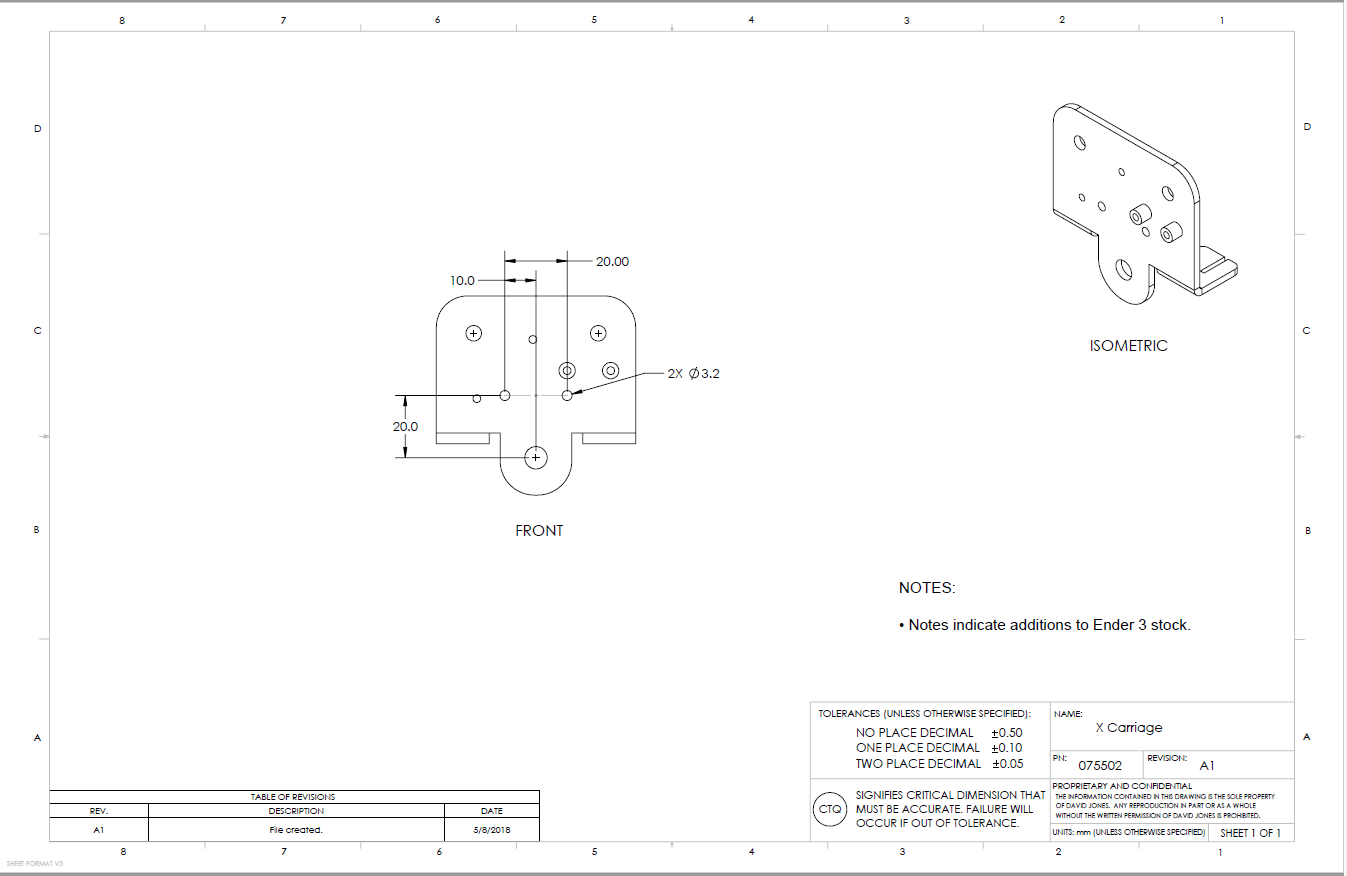 8 7 6 5 4 3 2 1
D D
20.00
10.0
C C
ISOMETRIC
2X Ø3.2
20.0
B B
FRONT
NOTES:
• Notes indicate additions to Ender 3 stock.
A A
TOLERANCES (UNLESS OTHERWISE SPECIFIED):
NO PLACE DECIMAL ±0.50
ONE PLACE DECIMAL ±0.10
TWO PLACE DECIMAL ±0.05
NAME:
X Carriage
PN: 075502
REVISION: A1
CTQ
SIGNIFIES CRITICAL DIMENSION THAT
MUST BE ACCURATE. FAILURE WILL
OCCUR IF OUT OF TOLERANCE.
PROPRIETARY AND CONFIDENTIAL
THE INFORMATION CONTAINED IN THIS DRAWING IS THE SOLE PROPERTY
OF DAVID JONES. ANY REPRODUCTION IN PART OR AS A WHOLE
WITHOUT THE WRITTEN PERMISSION OF DAVID JONES IS PROHIBITED.
UNITS: mm (UNLESS OTHERWISE SPECIFIED) SHEET 1 OF 1
TABLE OF REVISIONS
REV. DESCRIPTION DATE
A1 File created. 5/8/2018
8 7 6 5 4 3 2 1
SHEET FORMAT V3